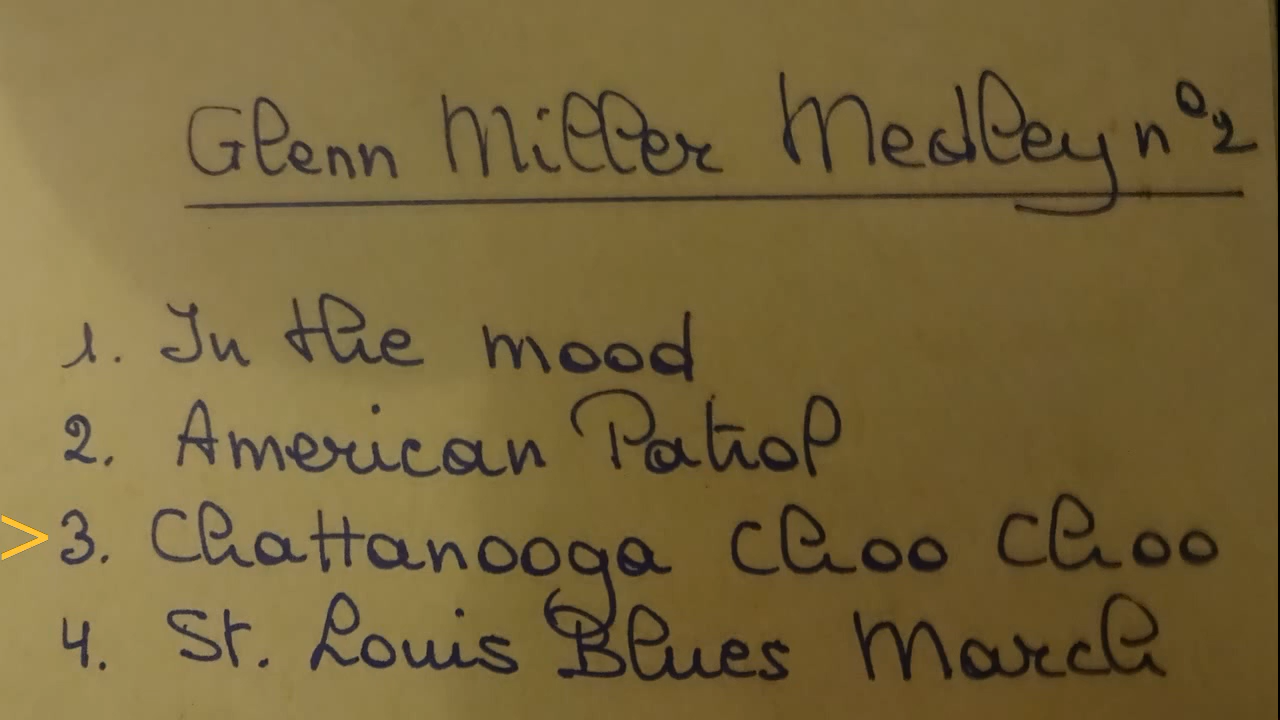 Glenn Miller Medley n°2
1. In the mood
2. American Patrol
> 3. Chattanooga Choo Choo
4. St. Louis Blues March